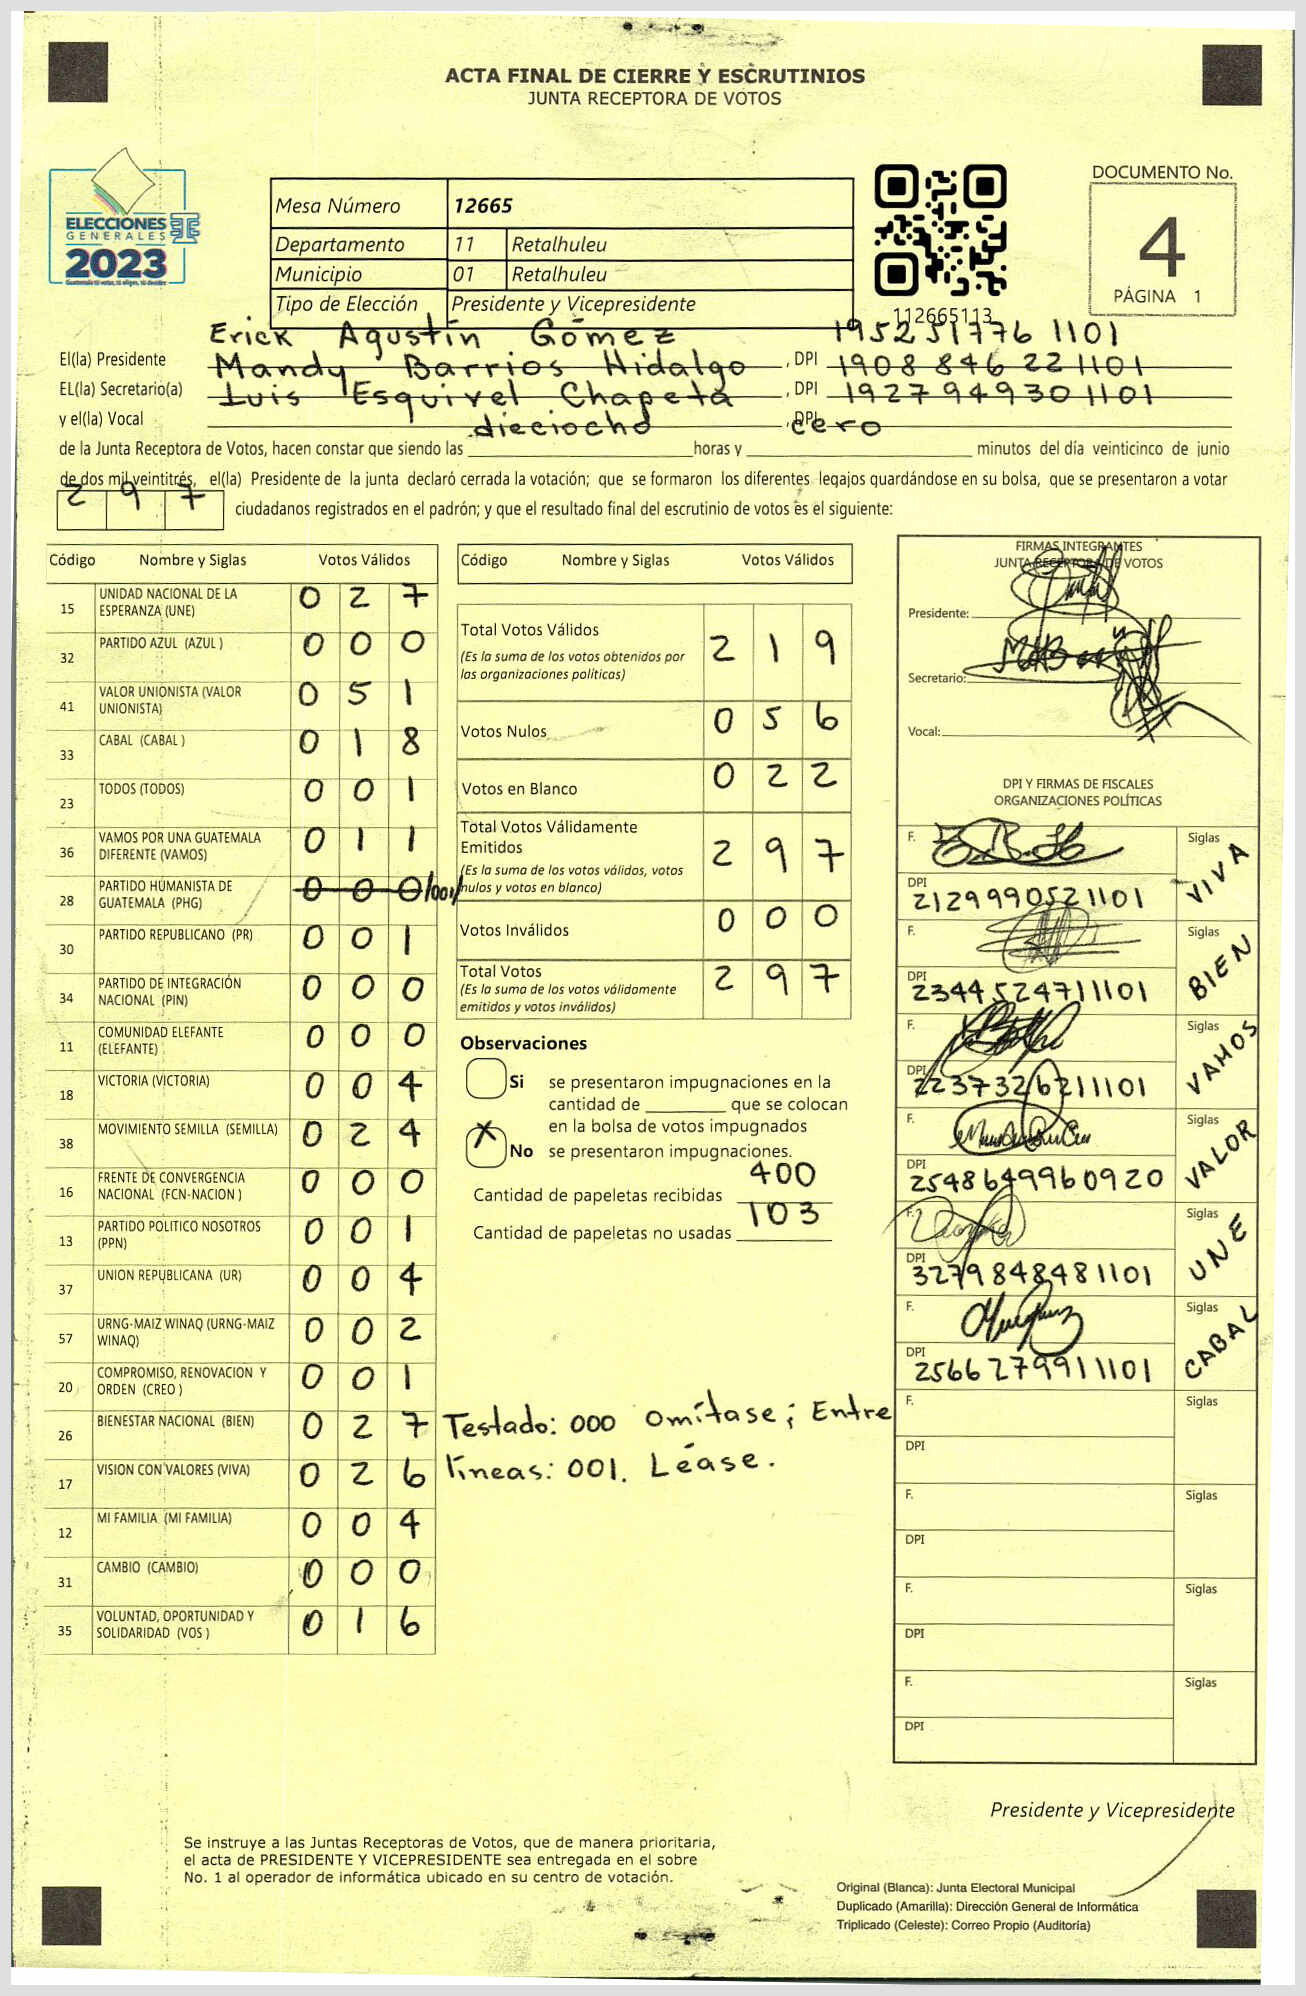 ACTA FINAL DE CIERRE Y ESCRUTINIOS
JUNTA RECEPTORA DE VOTOS
ELECCIONES
GENERALES
2023
Mesa Número 12665
Departamento 11 Retalhuleu
Municipio 01 Retalhuleu
Tipo de Elección Presidente y Vicepresidente
112665113
DOCUMENTO No.
4
PÁGINA 1
El(la) Presidente Erick Agustín Gómez , DPI 195251776 1101
EL(la) Secretario(a) Mandy Barrios Hidalgo , DPI 1908 846 22 1101
y el(la) Vocal Luis Esquivel Chapeta , DPI 1927949301101
de la Junta Receptora de Votos, hacen constar que siendo las dieciocho horas y cero minutos del día veinticinco de junio
de dos mil veintitrés, el(la) Presidente de la junta declaró cerrada la votación; que se formaron los diferentes legajos quardándose en su bolsa, que se presentaron a votar
297 ciudadanos registrados en el padrón; y que el resultado final del escrutinio de votos es el siguiente:
Código Nombre y Siglas Votos Válidos
15 UNIDAD NACIONAL DE LA ESPERANZA (UNE) 0 2 7
32 PARTIDO AZUL (AZUL ) 0 0 0
41 VALOR UNIONISTA (VALOR UNIONISTA) 0 5 1
33 CABAL (CABAL ) 0 1 8
23 TODOS (TODOS) 0 0 1
36 VAMOS POR UNA GUATEMALA DIFERENTE (VAMOS) 0 1 1
28 PARTIDO HUMANISTA DE GUATEMALA (PHG) 0 0 0 /001/
30 PARTIDO REPUBLICANO (PR) 0 0 1
34 PARTIDO DE INTEGRACIÓN NACIONAL (PIN) 0 0 0
11 COMUNIDAD ELEFANTE (ELEFANTE) 0 0 0
18 VICTORIA (VICTORIA) 0 0 4
38 MOVIMIENTO SEMILLA (SEMILLA) 0 2 4
16 FRENTE DE CONVERGENCIA NACIONAL (FCN-NACION ) 0 0 0
13 PARTIDO POLITICO NOSOTROS (PPN) 0 0 1
37 UNION REPUBLICANA (UR) 0 0 4
57 URNG-MAIZ WINAQ (URNG-MAIZ WINAQ) 0 0 2
20 COMPROMISO, RENOVACION Y ORDEN (CREO ) 0 0 1
26 BIENESTAR NACIONAL (BIEN) 0 2 7
17 VISION CON VALORES (VIVA) 0 2 6
12 MI FAMILIA (MI FAMILIA) 0 0 4
31 CAMBIO (CAMBIO) 0 0 0
35 VOLUNTAD, OPORTUNIDAD Y SOLIDARIDAD (VOS ) 0 1 6
Código Nombre y Siglas Votos Válidos
Total Votos Válidos 2 1 9
(Es la suma de los votos obtenidos por
las organizaciones políticas)
Votos Nulos 0 5 6
Votos en Blanco 0 2 2
Total Votos Válidamente
Emitidos 2 9 7
(Es la suma de los votos válidos, votos
nulos y votos en blanco)
Votos Inválidos 0 0 0
Total Votos 2 9 7
(Es la suma de los votos válidamente
emitidos y votos inválidos)
Observaciones
Si se presentaron impugnaciones en la
cantidad de ________ que se colocan
en la bolsa de votos impugnados
X No se presentaron impugnaciones.
Cantidad de papeletas recibidas 400
Cantidad de papeletas no usadas 103
Testado: 000 omítase; Entre
líneas: 001. Léase.
FIRMAS INTEGRANTES
JUNTA RECEPTORA DE VOTOS
Presidente:
Secretario:
Vocal:
DPI Y FIRMAS DE FISCALES
ORGANIZACIONES POLÍTICAS
F. Siglas VIVA
DPI 2129990521101
F. Siglas BIEN
DPI 2344524711101
F. Siglas VAMOS
DPI 2237326211101
F. Siglas VALOR
DPI 2548649960920
F. Siglas UNE
DPI 3279848481101
F. Siglas CABAL
DPI 2566279911101
F. Siglas
DPI
F. Siglas
DPI
F. Siglas
DPI
F. Siglas
DPI
Presidente y Vicepresidente
Se instruye a las Juntas Receptoras de Votos, que de manera prioritaria,
el acta de PRESIDENTE Y VICEPRESIDENTE sea entregada en el sobre
No. 1 al operador de informática ubicado en su centro de votación.
Original (Blanca): Junta Electoral Municipal
Duplicado (Amarilla): Dirección General de Informática
Triplicado (Celeste): Correo Propio (Auditoría)